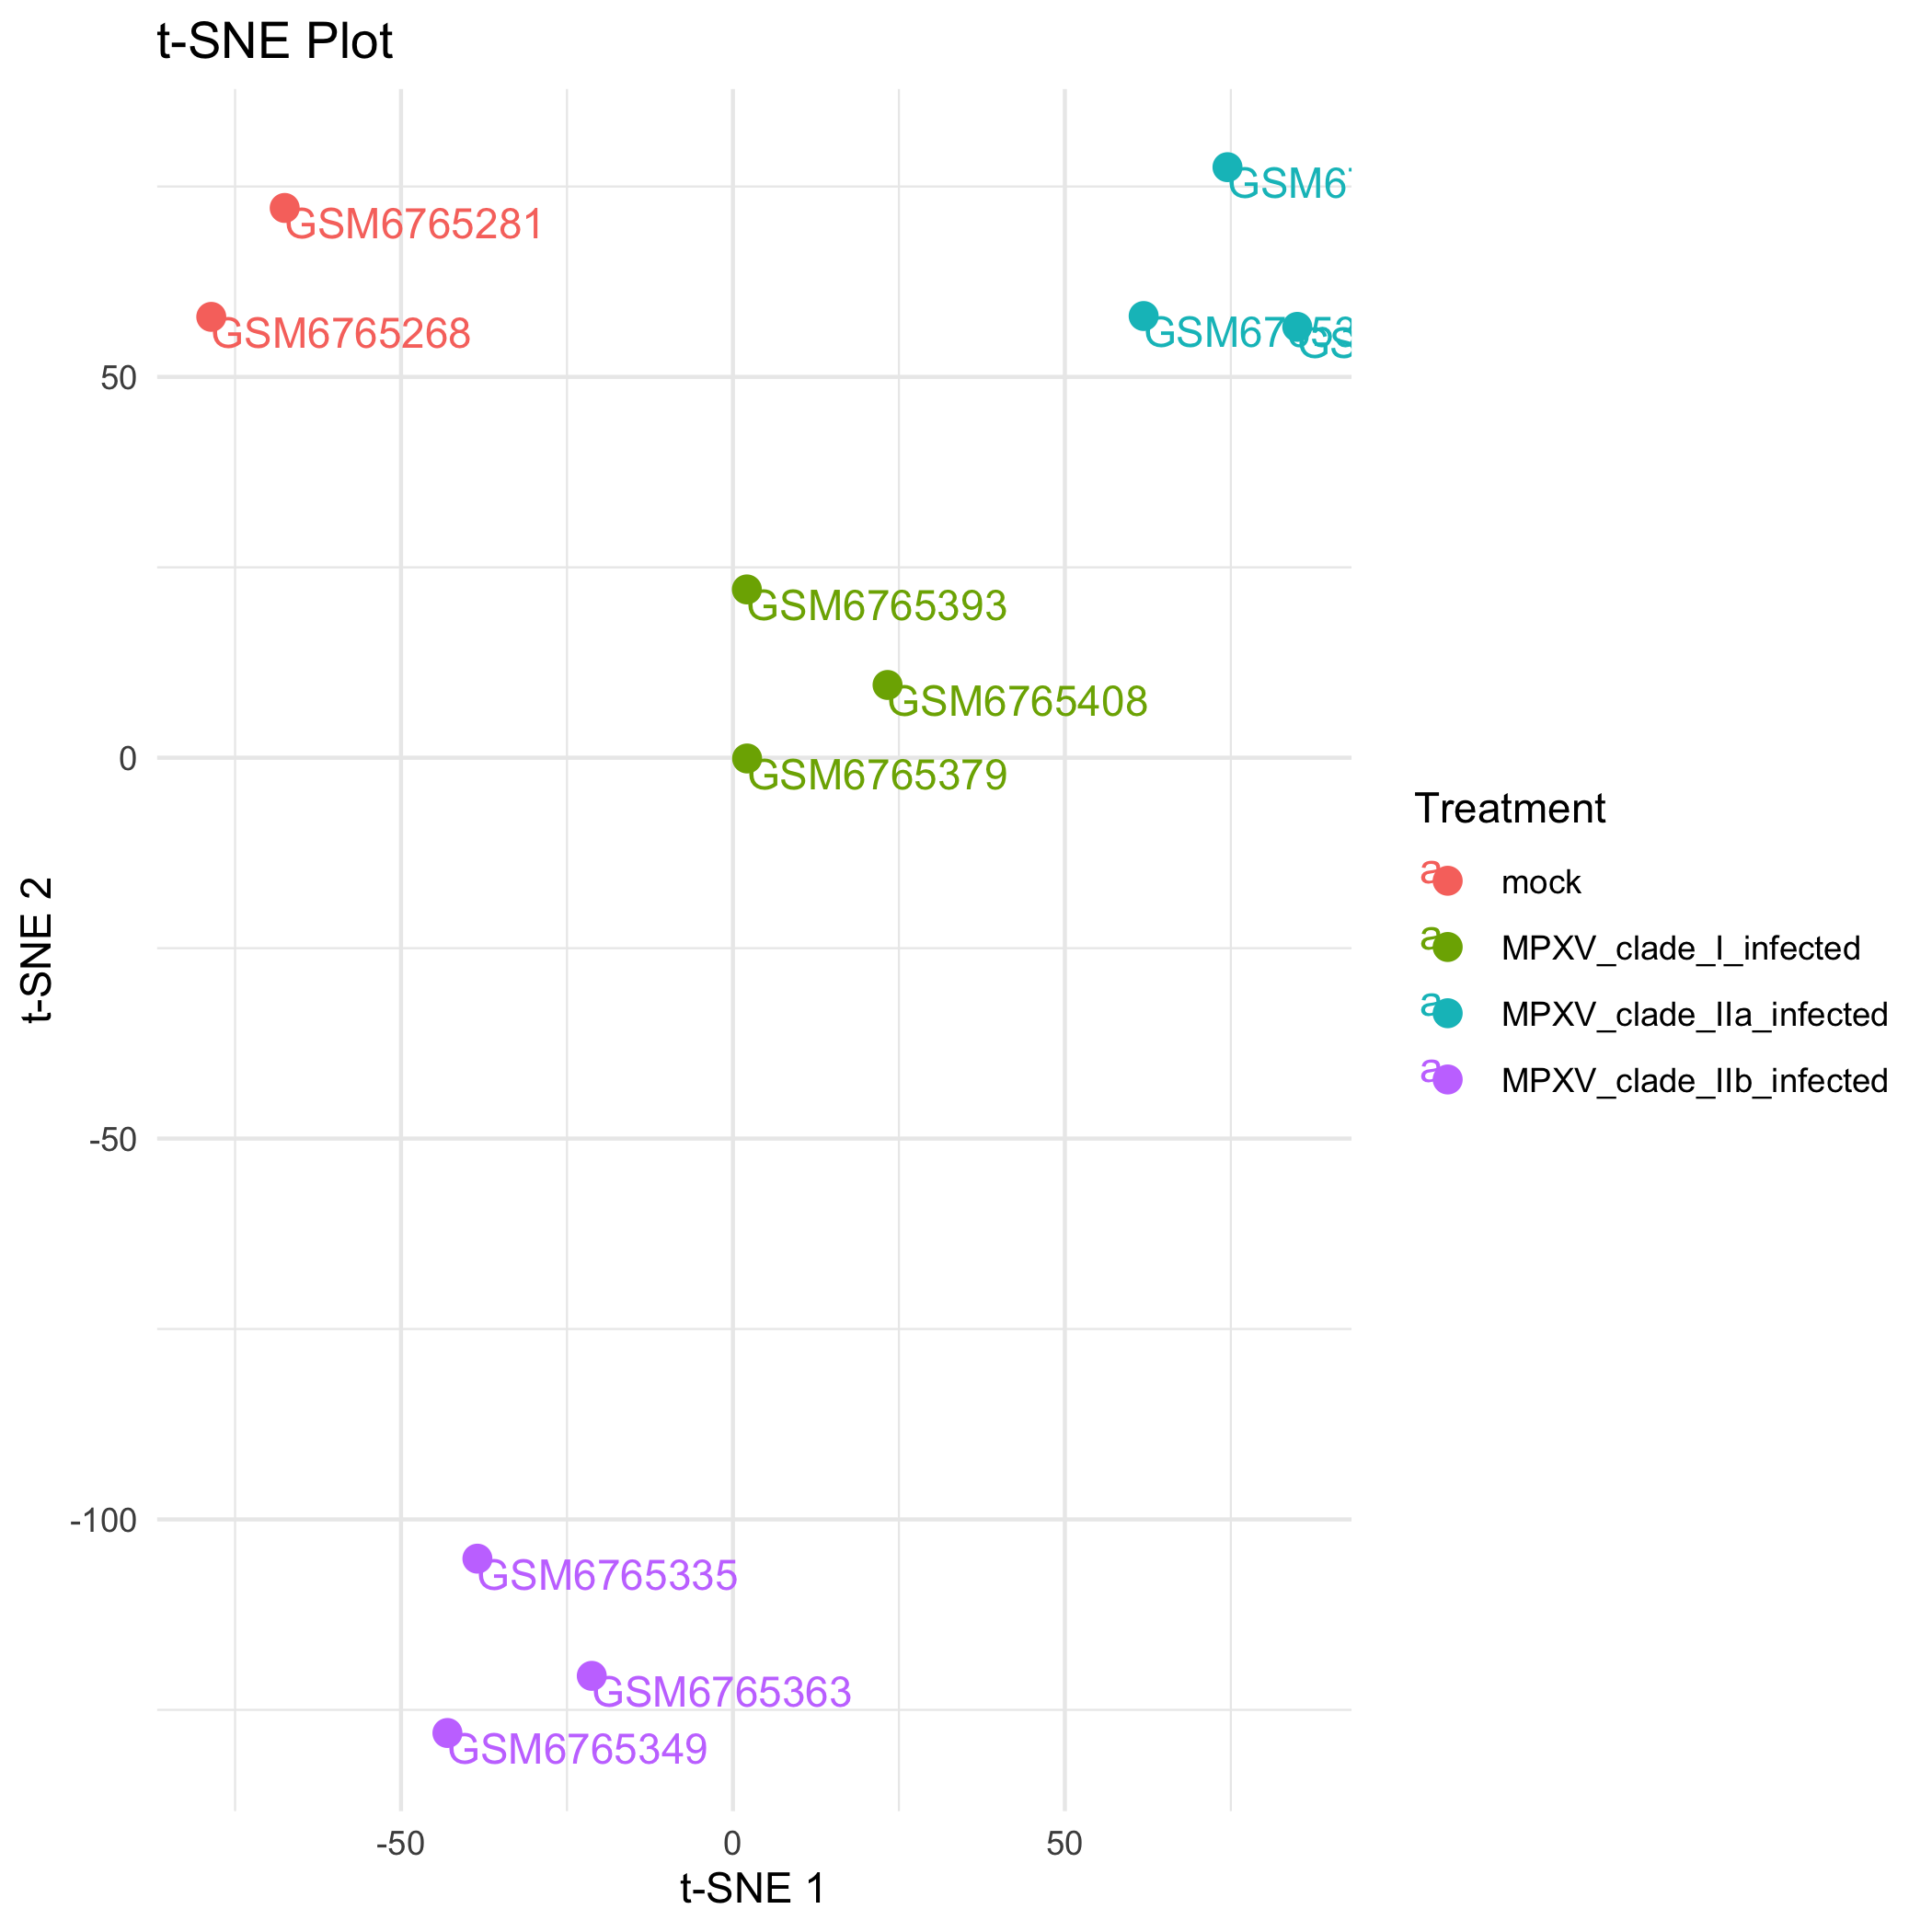 t-SNE Plot
GSM6765281
GSM6765268
GSM6765393
GSM6765408
GSM6765379
GSM6765335
GSM6765363
GSM6765349
50
0
-50
-100
-50
0
50
t-SNE 1
t-SNE 2
Treatment
a mock
a MPXV_clade_I_infected
a MPXV_clade_IIa_infected
a MPXV_clade_IIb_infected